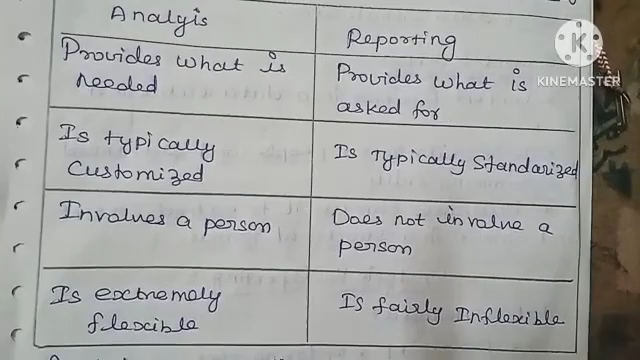 Analyis
Reporting
Provides what is
needed
Provides what is
asked for
Is typically
Customized
Is Typically Standarized
Involves a person
Does not involve a
person
Is extremely
flexible
Is fairly Inflexible
KINEMASTER